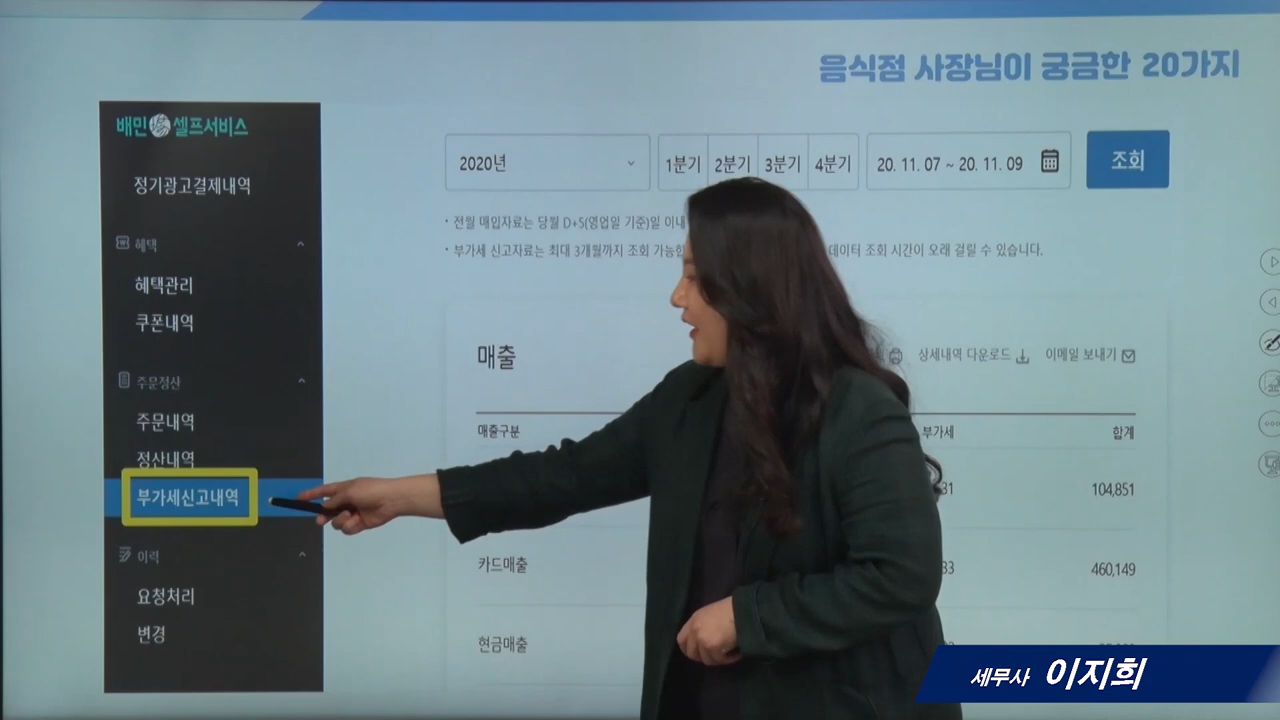 음식점 사장님이 궁금한 20가지
배민 셀프서비스
정기광고결제내역
혜택
혜택관리
쿠폰내역
주문정산
주문내역
정산내역
부가세신고내역
이력
요청처리
변경
2020년
1분기 2분기 3분기 4분기
20. 11. 07 ~ 20. 11. 09
조회
· 전월 매입자료는 당월 D+5(영업일 기준)일 이내
· 부가세 신고자료는 최대 3개월까지 조회 가능한 데이터 조회 시간이 오래 걸릴 수 있습니다.
매출
상세내역 다운로드 이메일 보내기
매출구분 부가세 합계
31 104,851
카드매출 33 460,149
현금매출
세무사 이지희